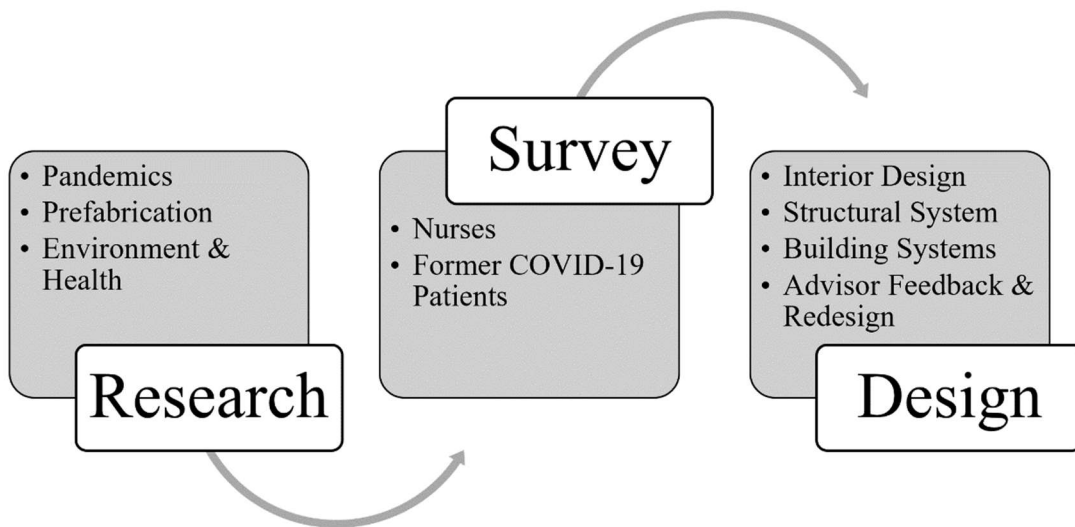 • Pandemics
• Prefabrication
• Environment &
Health
Research
Survey
• Nurses
• Former COVID-19
Patients
• Interior Design
• Structural System
• Building Systems
• Advisor Feedback &
Redesign
Design